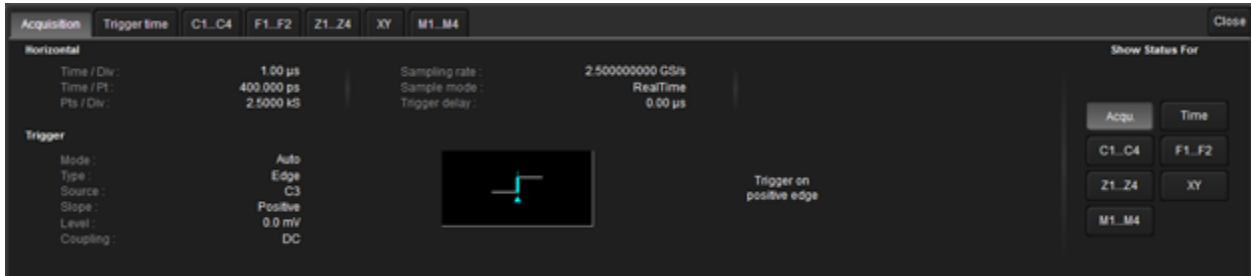 Acquisition Trigger time C1...C4 F1...F2 Z1...Z4 XY M1...M4 Close
Horizontal Show Status For
Time / Div : 1.00 µs Sampling rate : 2.500000000 GS/s
Time / Pt : 400.000 ps Sample mode : RealTime
Pts / Div : 2.5000 kS Trigger delay : 0.00 µs
Acqu. Time
Trigger
C1...C4 F1...F2
Mode : Auto
Type : Edge
Source : C3
Slope : Positive
Level : 0.0 mV
Coupling : DC
Trigger on
positive edge
Z1...Z4 XY
M1...M4